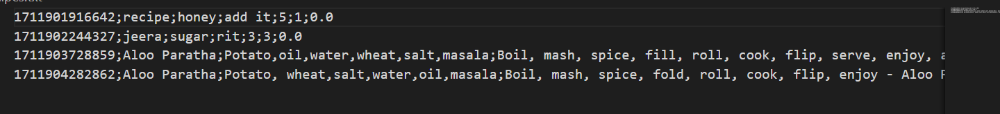 1711901916642;recipe;honey;add it;5;1;0.0
1711902244327;jeera;sugar;rit;3;3;0.0
1711903728859;Aloo Paratha;Potato,oil,water,wheat,salt,masala;Boil, mash, spice, fill, roll, cook, flip, serve, enjoy,
1711904282862;Aloo Paratha;Potato, wheat,salt,water,oil,masala;Boil, mash, spice, fold, roll, cook, flip, enjoy - Aloo